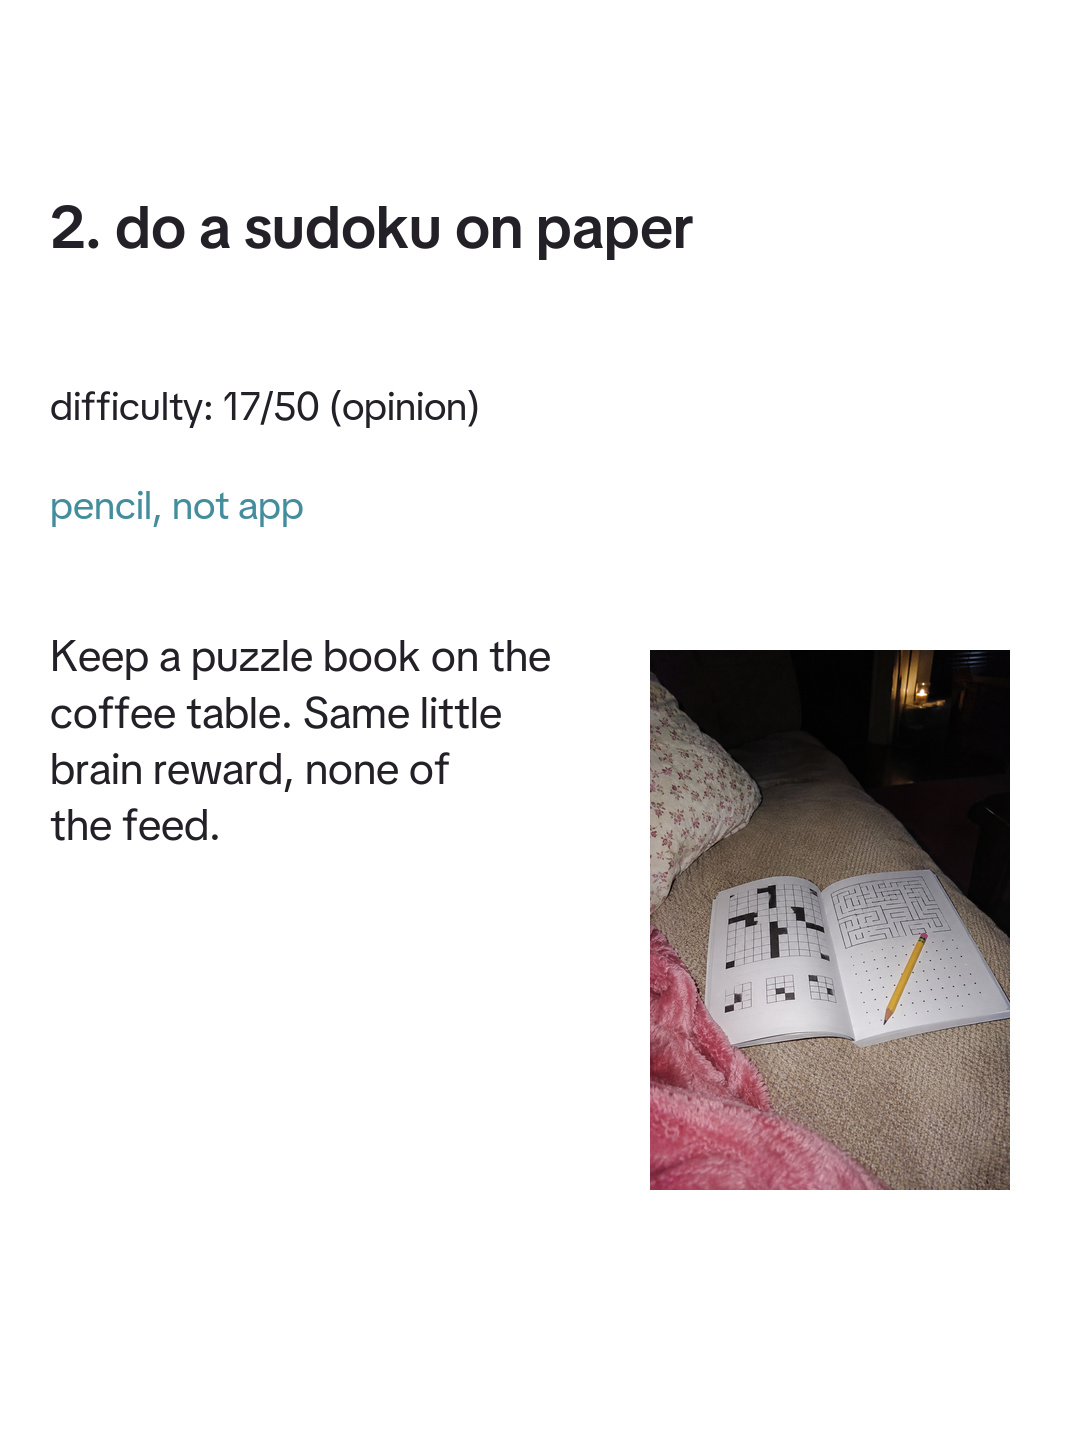 2. do a sudoku on paper
difficulty: 17/50 (opinion)
pencil, not app
Keep a puzzle book on the
coffee table. Same little
brain reward, none of
the feed.